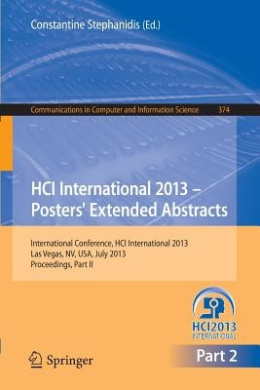 Constantine Stephanidis (Ed.)
Communications in Computer and Information Science 374
HCI International 2013 –
Posters' Extended Abstracts
International Conference, HCI International 2013
Las Vegas, NV, USA, July 2013
Proceedings, Part II
HCI2013
INTERNATIONAL
Springer
Part 2